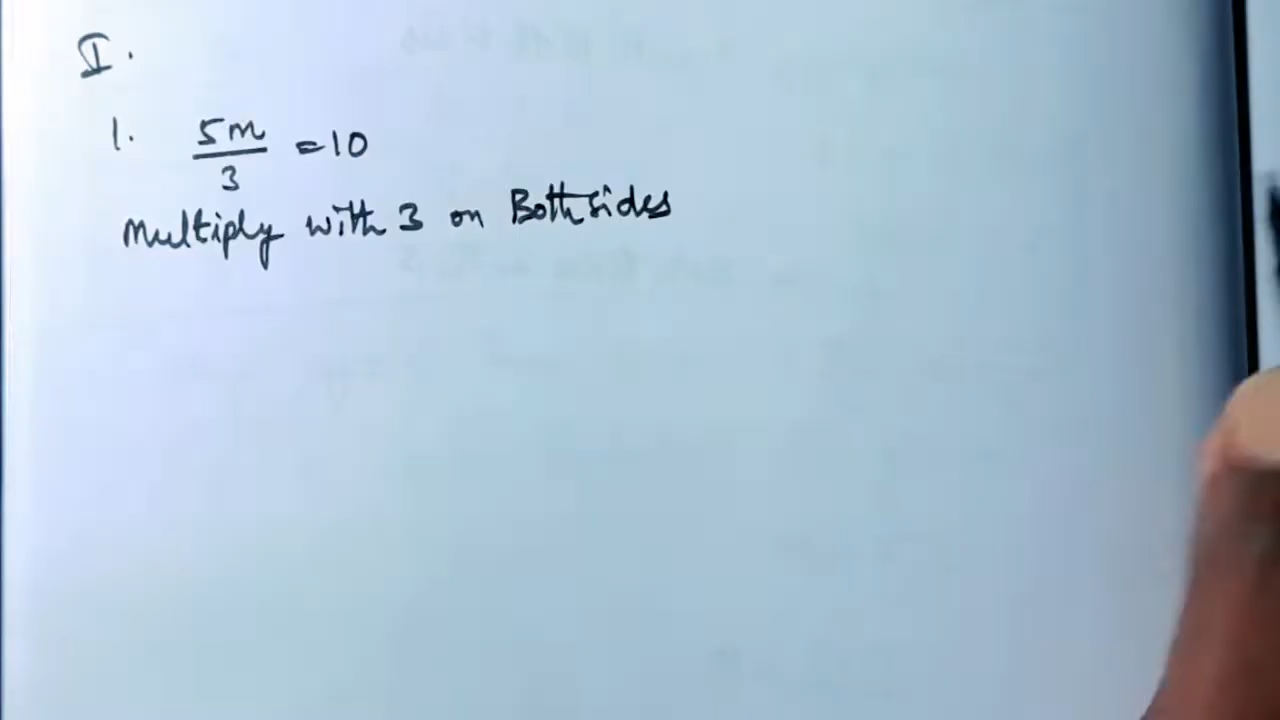 I.
1. 5m/3 = 10
Multiply with 3 on Both sides